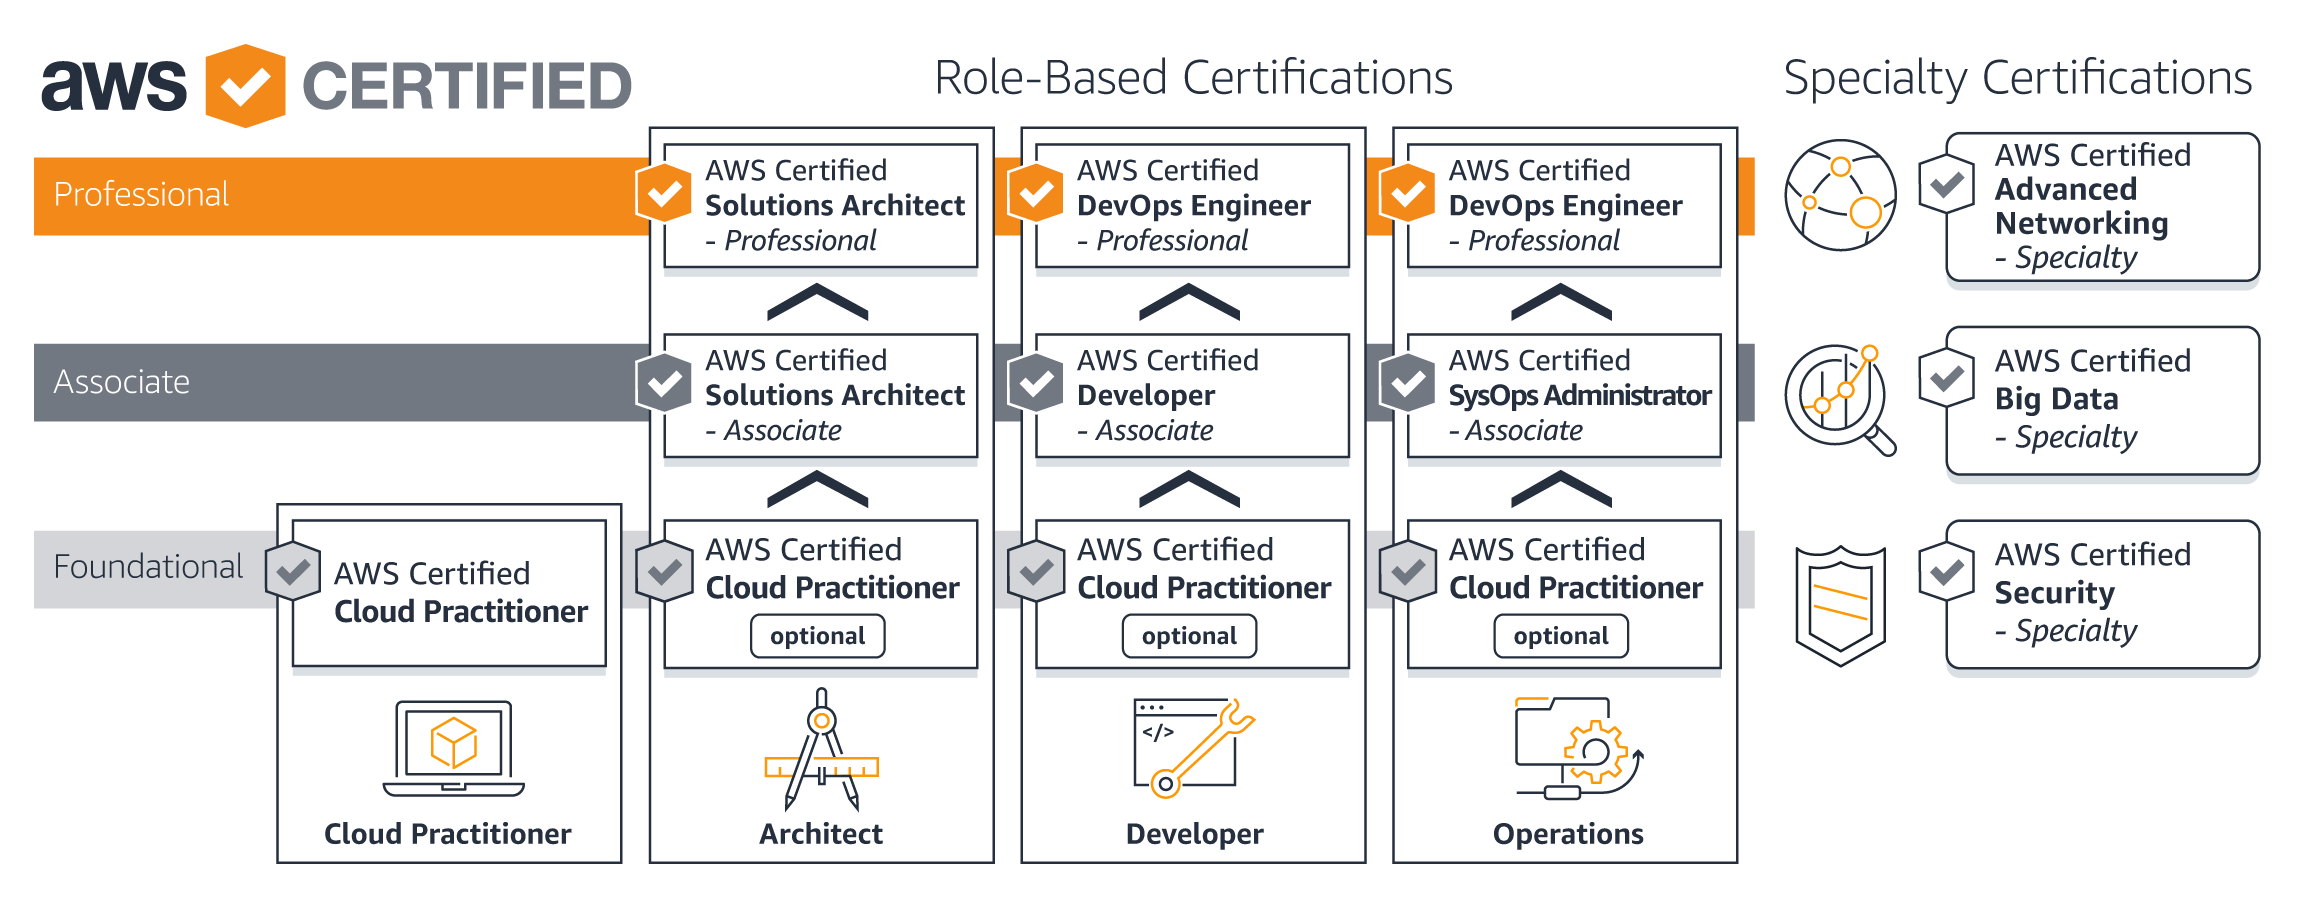 aws CERTIFIED
Role-Based Certifications
Specialty Certifications
Professional
AWS Certified
Solutions Architect
- Professional
AWS Certified
DevOps Engineer
- Professional
AWS Certified
DevOps Engineer
- Professional
Associate
AWS Certified
Solutions Architect
- Associate
AWS Certified
Developer
- Associate
AWS Certified
SysOps Administrator
- Associate
Foundational
AWS Certified
Cloud Practitioner
AWS Certified
Cloud Practitioner
optional
AWS Certified
Cloud Practitioner
optional
AWS Certified
Cloud Practitioner
optional
</>
Cloud Practitioner
Architect
Developer
Operations
AWS Certified
Advanced
Networking
- Specialty
AWS Certified
Big Data
- Specialty
AWS Certified
Security
- Specialty